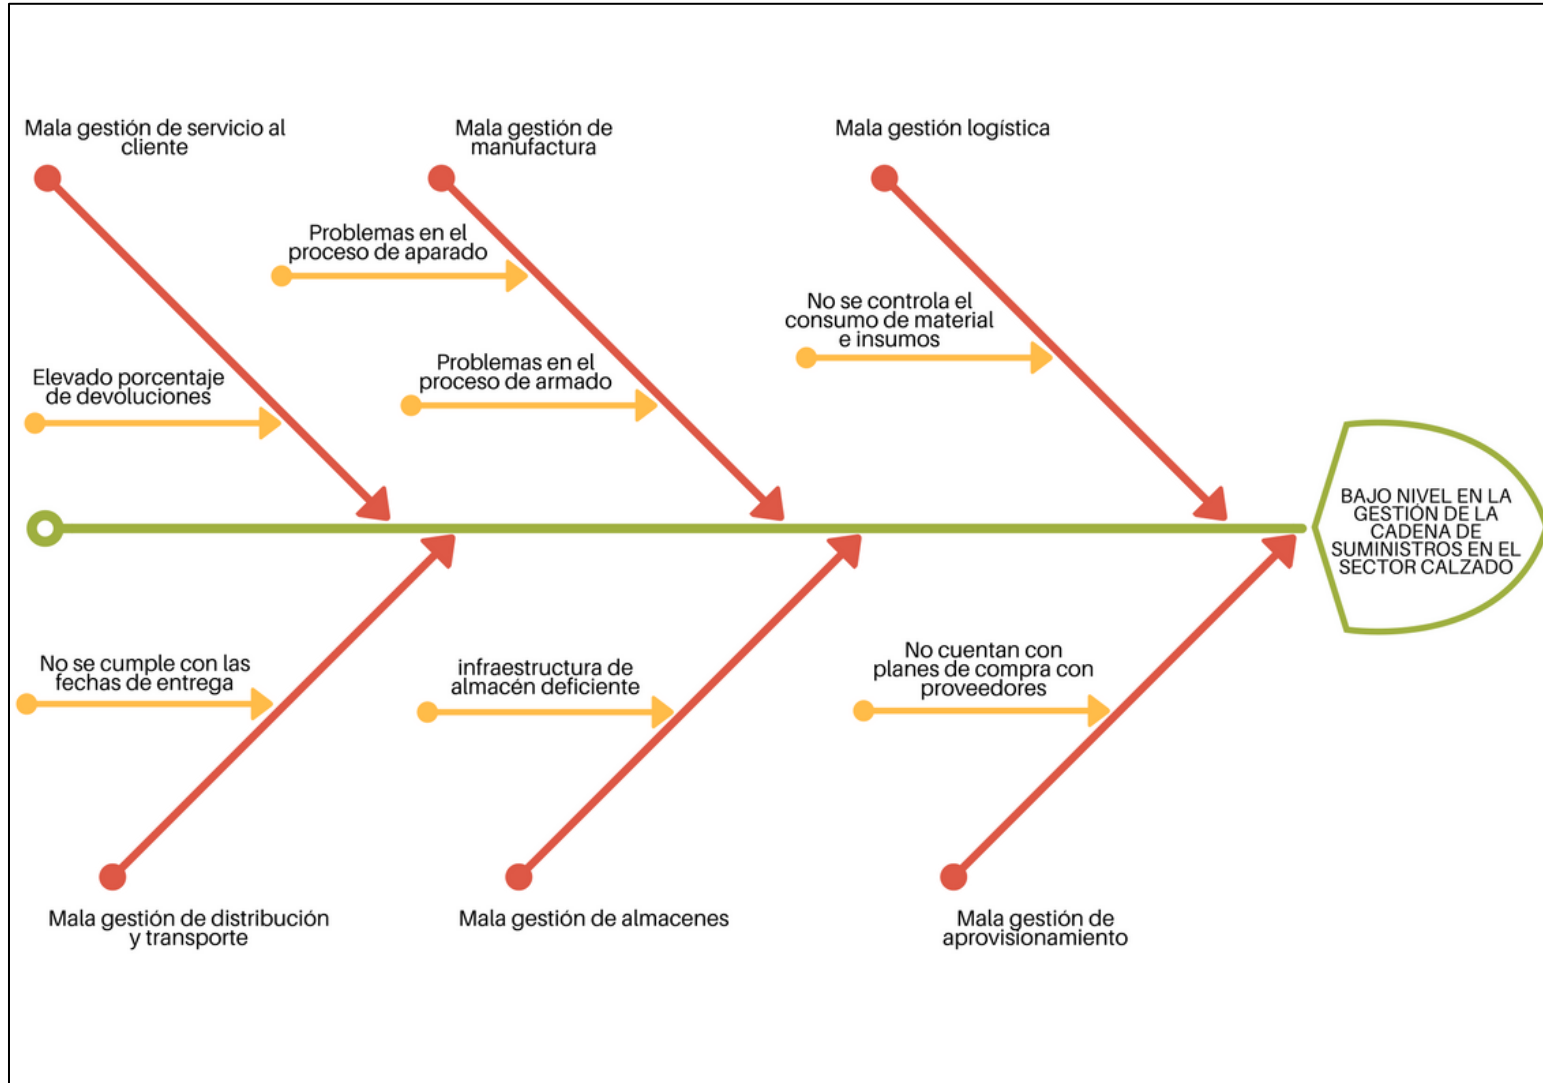 Mala gestión de servicio al
cliente
Mala gestión de
manufactura
Mala gestión logística
Problemas en el
proceso de aparado
No se controla el
consumo de material
e insumos
Problemas en el
proceso de armado
Elevado porcentaje
de devoluciones
BAJO NIVEL EN LA
GESTIÓN DE LA
CADENA DE
SUMINISTROS EN EL
SECTOR CALZADO
No se cumple con las
fechas de entrega
infraestructura de
almacén deficiente
No cuentan con
planes de compra con
proveedores
Mala gestión de distribución
y transporte
Mala gestión de almacenes
Mala gestión de
aprovisionamiento